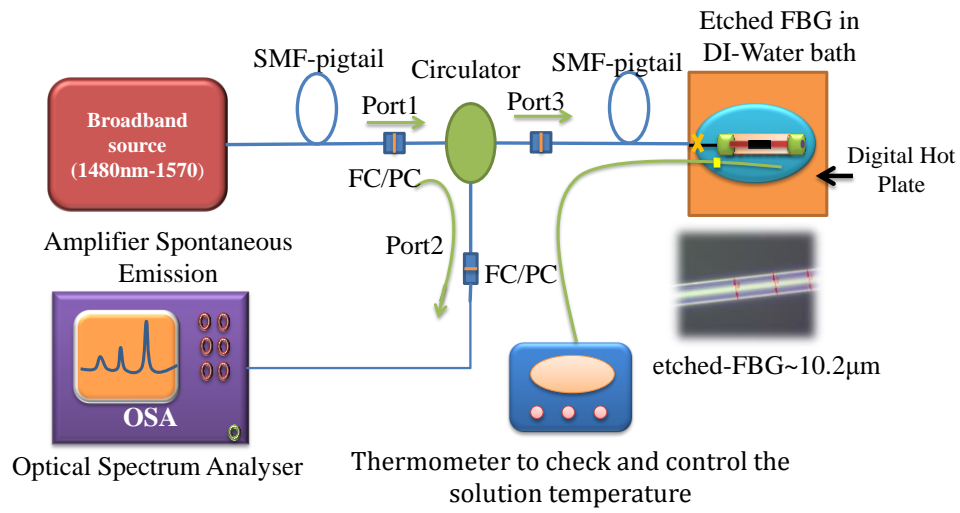 Etched FBG in
DI-Water bath
SMF-pigtail
Circulator
SMF-pigtail
Port1
Port3
Broadband
source
(1480nm-1570)
FC/PC
Digital Hot
Plate
Amplifier Spontaneous
Emission
Port2
FC/PC
etched-FBG~10.2μm
OSA
Optical Spectrum Analyser
Thermometer to check and control the
solution temperature